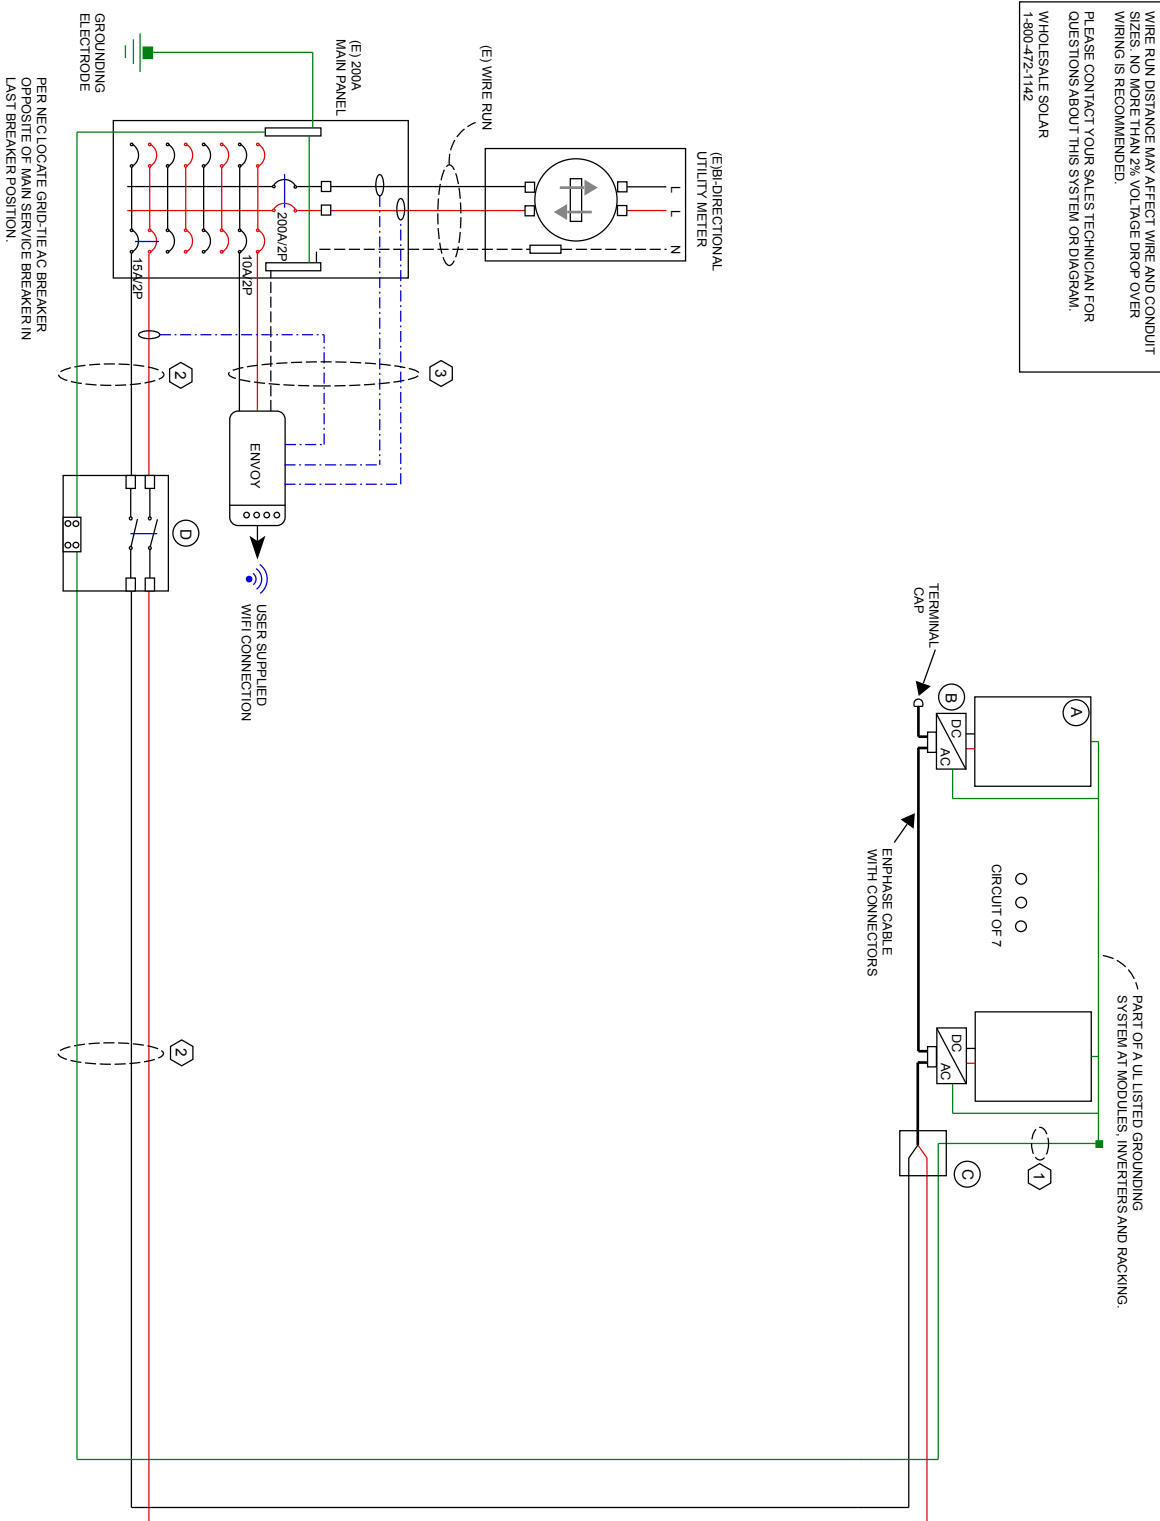 WIRE RUN DISTANCE MAY AFFECT WIRE AND CONDUIT
SIZES. NO MORE THAN 2% VOLTAGE DROP OVER
WIRING IS RECOMMENDED.
PLEASE CONTACT YOUR SALES TECHNICIAN FOR
QUESTIONS ABOUT THIS SYSTEM OR DIAGRAM.
WHOLESALE SOLAR
1-800-472-1142
PART OF A UL LISTED GROUNDING
SYSTEM AT MODULES, INVERTERS AND RACKING.
A
CIRCUIT OF 7
1
TERMINAL
CAP
B
DC
AC
DC
AC
C
ENPHASE CABLE
WITH CONNECTORS
(E)BI-DIRECTIONAL
UTILITY METER
L
L
N
(E) WIRE RUN
3
(E) 200A
MAIN PANEL
200A/2P
10A/2P
15A/2P
ENVOY
USER SUPPLIED
WIFI CONNECTION
GROUNDING
ELECTRODE
2
D
2
PER NEC LOCATE GRID-TIE AC BREAKER
OPPOSITE OF MAIN SERVICE BREAKER IN
LAST BREAKER POSITION.